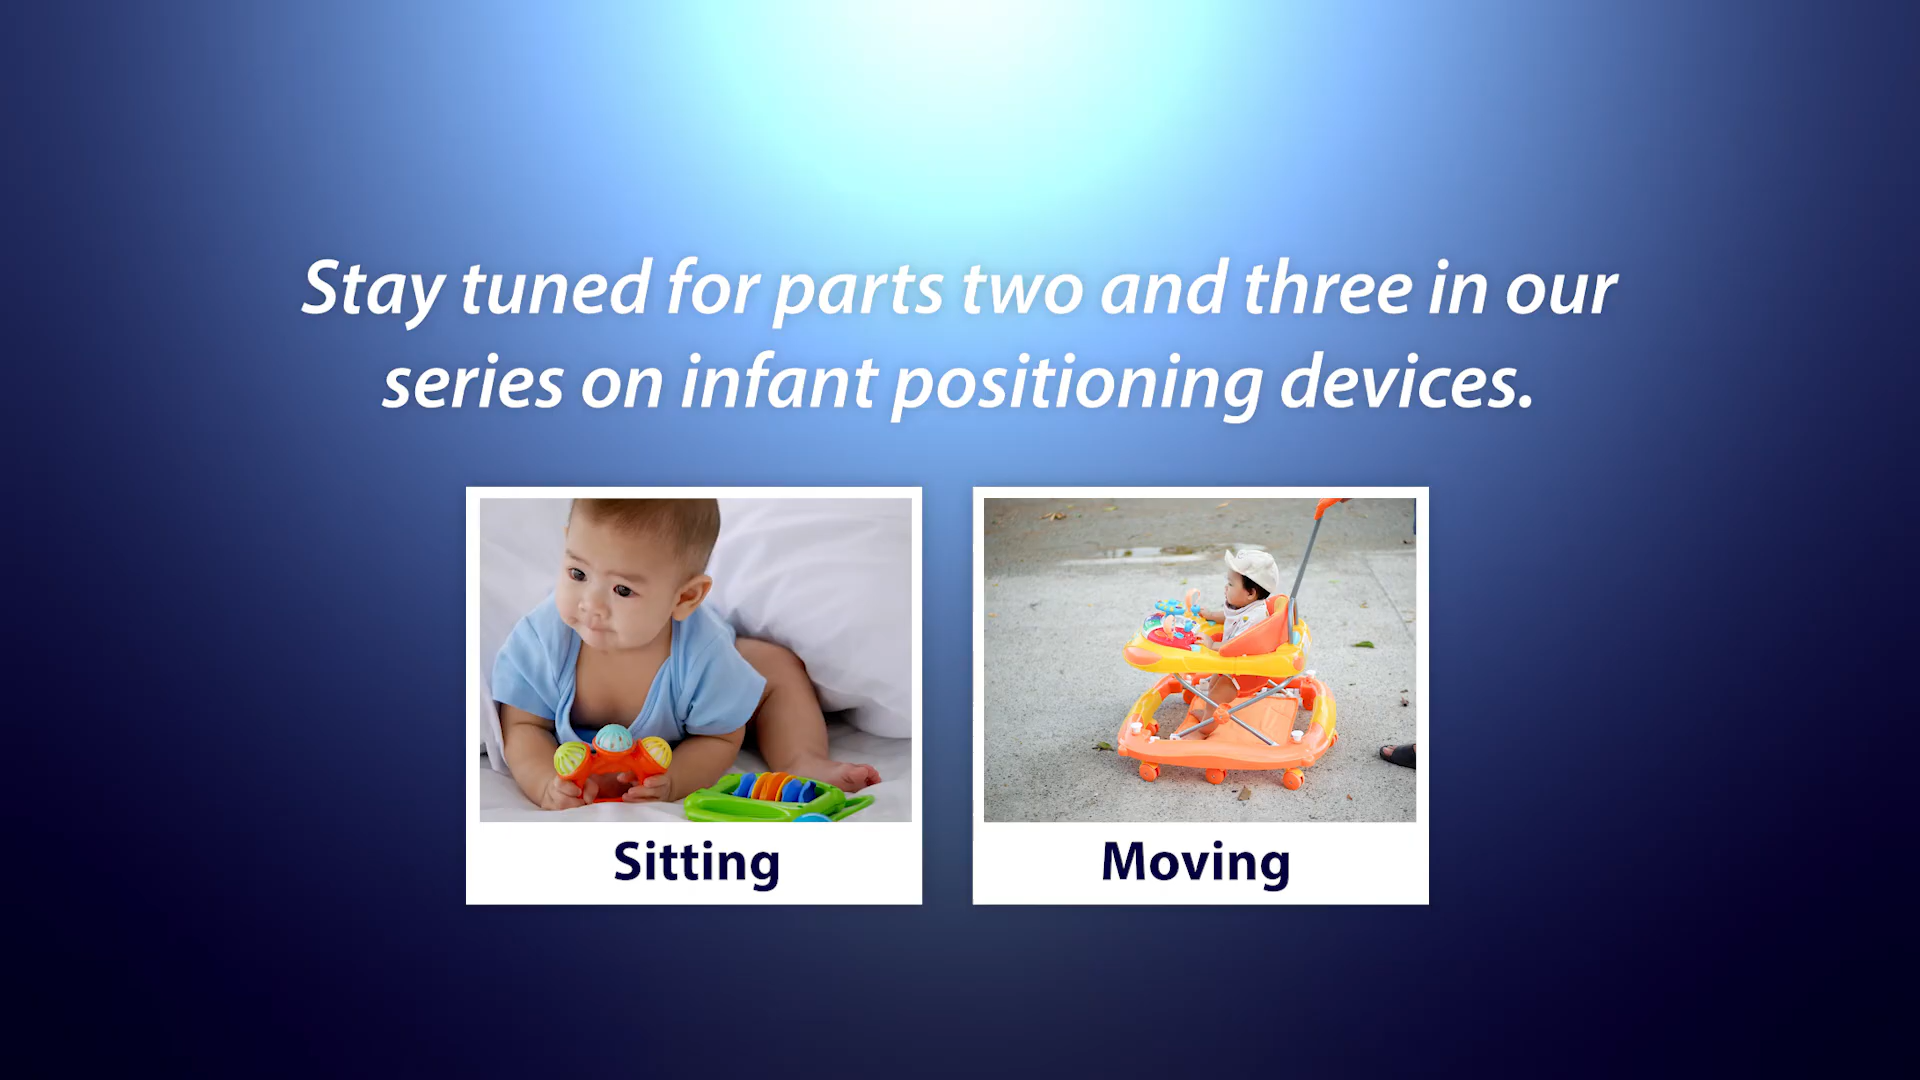 Stay tuned for parts two and three in our
series on infant positioning devices.
Sitting
Moving